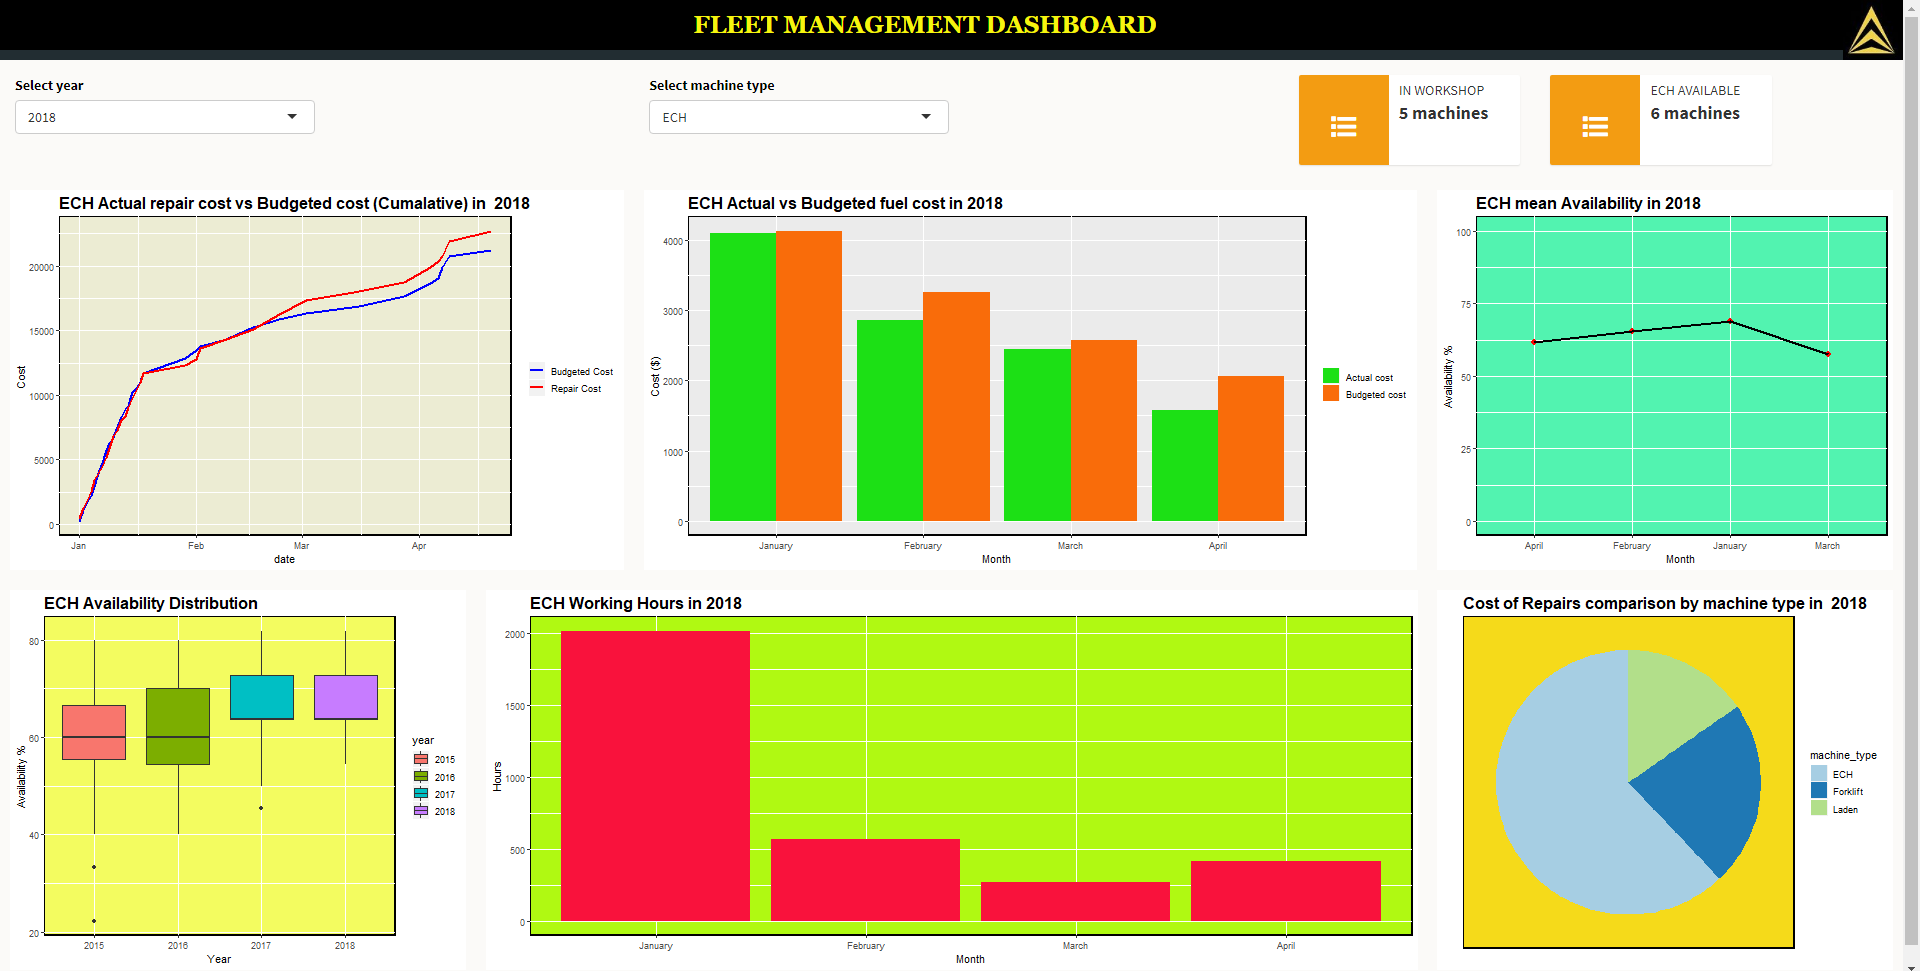 FLEET MANAGEMENT DASHBOARD
Select year
2018
Select machine type
ECH
IN WORKSHOP
5 machines
ECH AVAILABLE
6 machines
ECH Actual repair cost vs Budgeted cost (Cumalative) in  2018
20000
15000
10000
5000
0
Cost
Jan Feb Mar Apr
date
Budgeted Cost
Repair Cost
ECH Actual vs Budgeted fuel cost in 2018
4000
3000
2000
1000
0
Cost ($)
January February March April
Month
Actual cost
Budgeted cost
ECH mean Availability in 2018
100
75
50
25
0
Availability %
April February January March
Month
ECH Availability Distribution
80
60
40
20
Availability %
2015 2016 2017 2018
Year
year
2015
2016
2017
2018
ECH Working Hours in 2018
2000
1500
1000
500
0
Hours
January February March April
Month
Cost of Repairs comparison by machine type in  2018
machine_type
ECH
Forklift
Laden